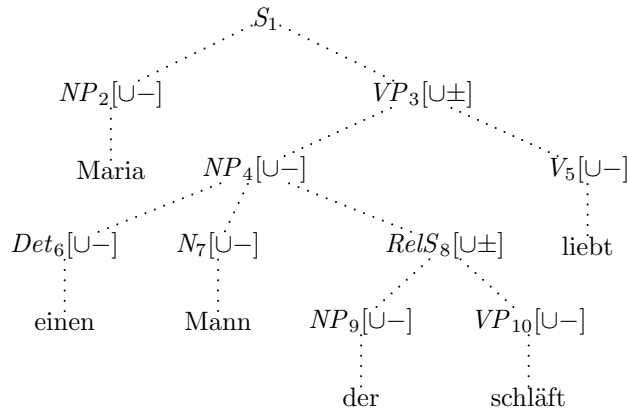 S₁
NP₂[∪−] VP₃[∪±]
Maria NP₄[∪−] V₅[∪−]
Det₆[∪−] N₇[∪−] RelS₈[∪±] liebt
einen Mann NP₉[∪−] VP₁₀[∪−]
der schläft